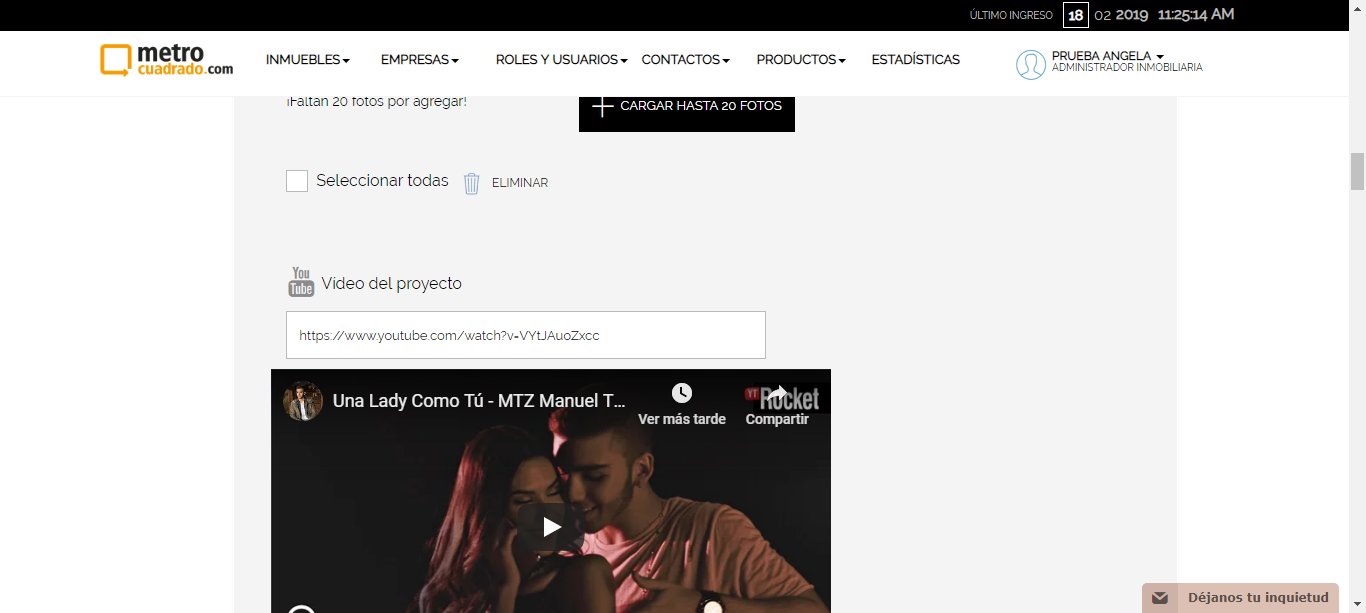 ÚLTIMO INGRESO 18 02 2019 11:25:14 AM
metro
cuadrado.com
INMUEBLES EMPRESAS ROLES Y USUARIOS CONTACTOS PRODUCTOS ESTADÍSTICAS
PRUEBA ANGELA
ADMINISTRADOR INMOBILIARIA
¡Faltan 20 fotos por agregar!
CARGAR HASTA 20 FOTOS
Seleccionar todas ELIMINAR
You
Tube
Video del proyecto
https://www.youtube.com/watch?v=VYtJAuoZxcc
Una Lady Como Tú - MTZ Manuel T...
Ver más tarde
YT Rocket
Compartir
Déjanos tu inquietud